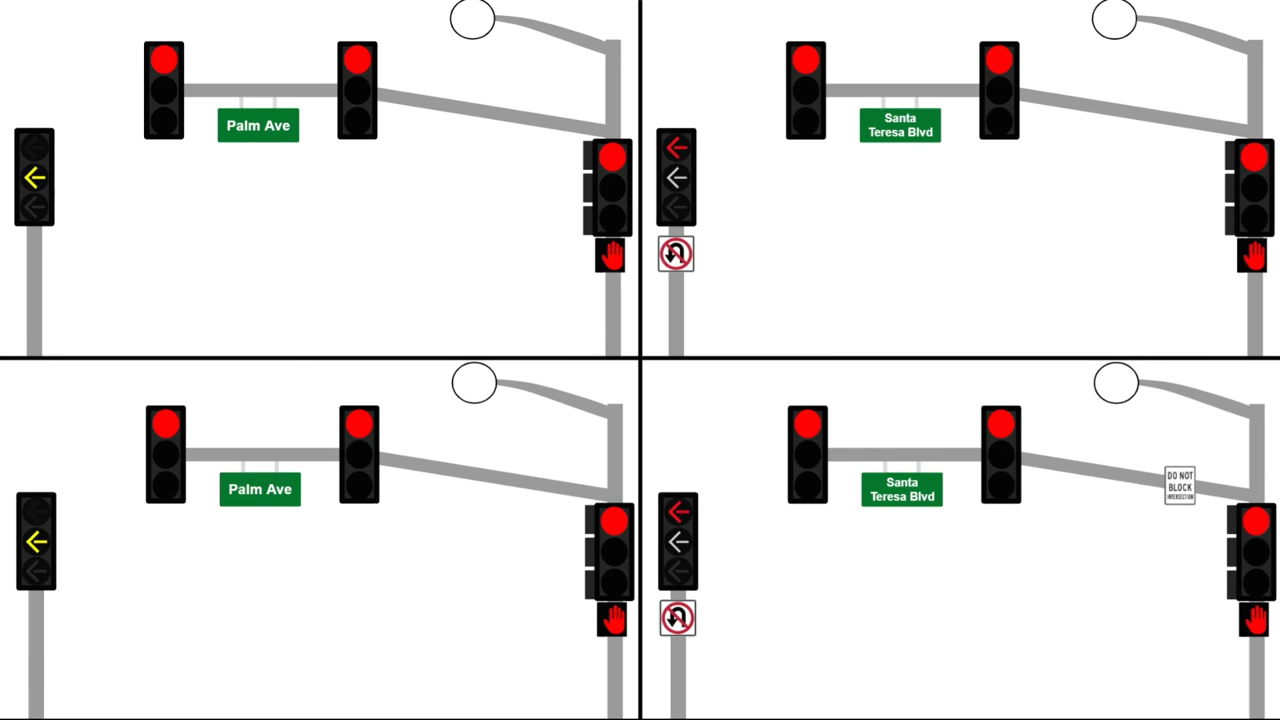 Palm Ave
Santa
Teresa Blvd
Palm Ave
Santa
Teresa Blvd
DO NOT
BLOCK
INTERSECTION